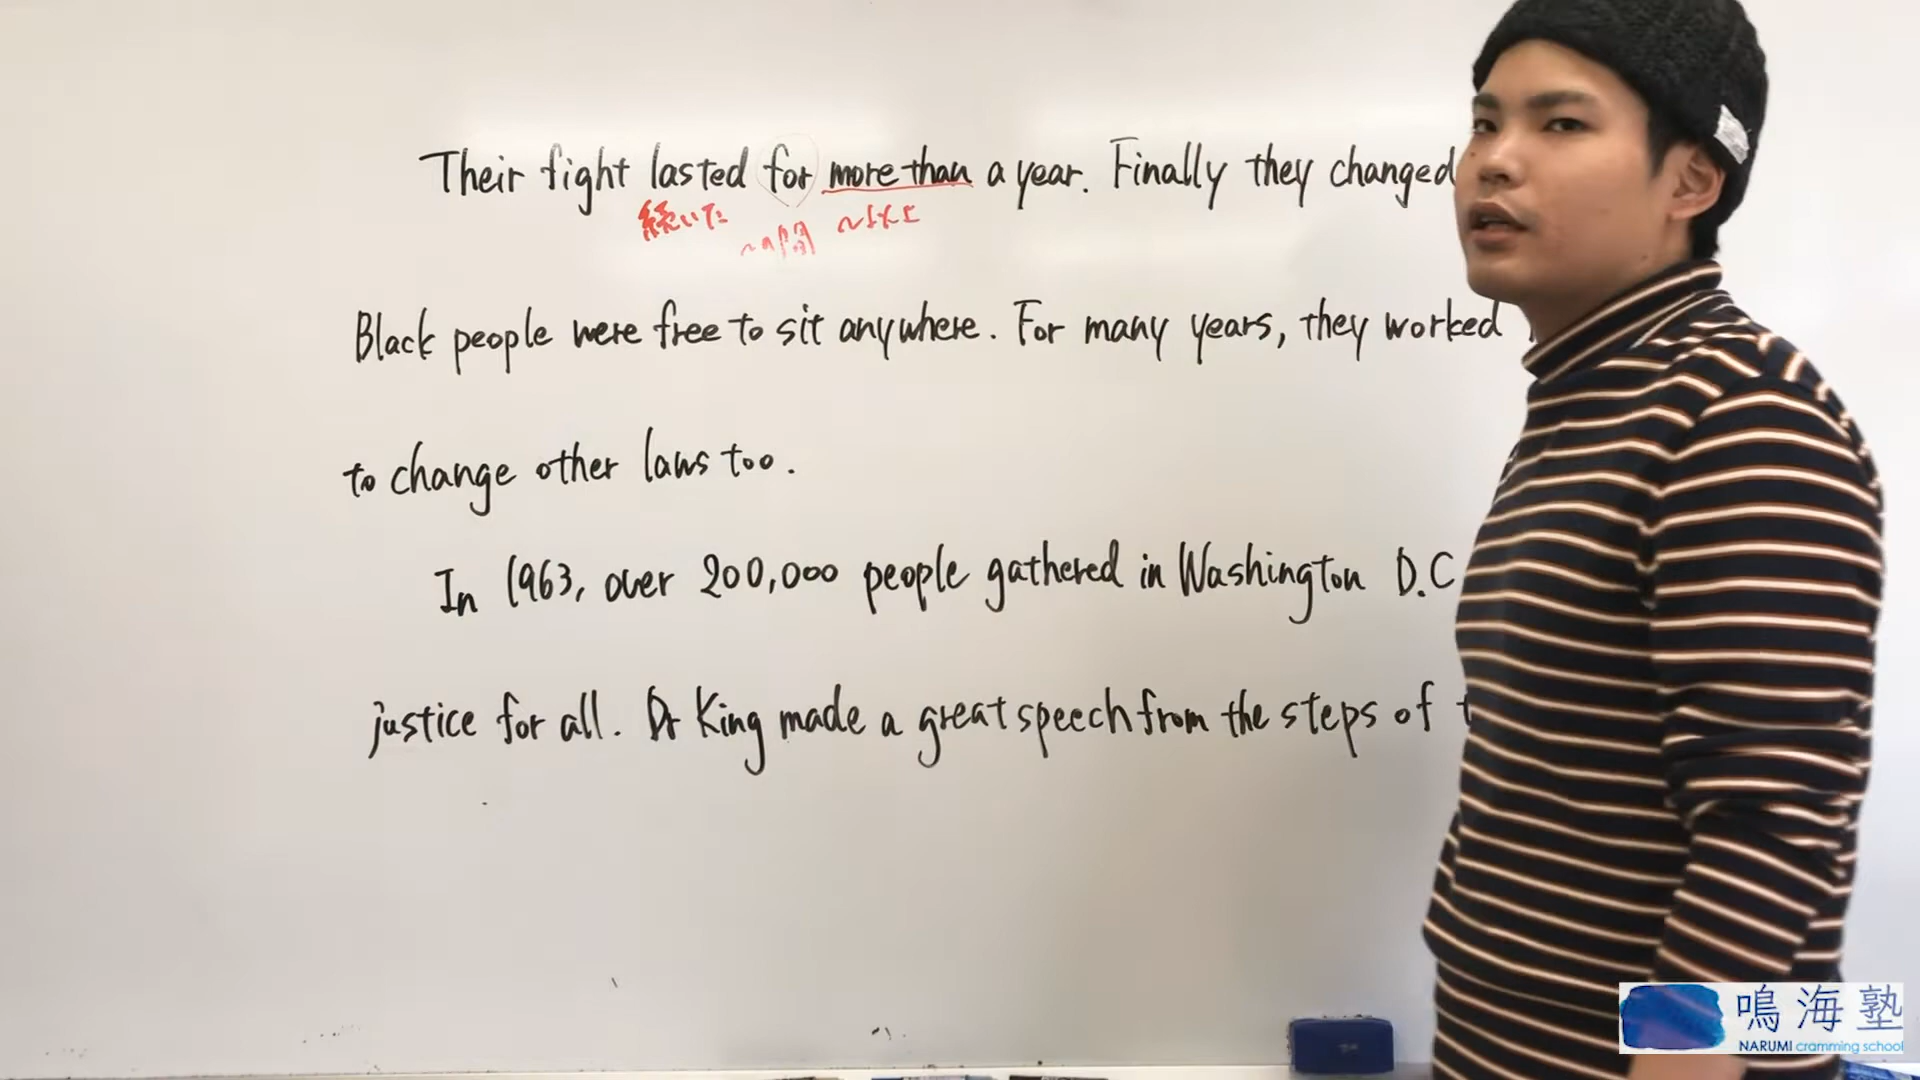 Their fight lasted for more than a year. Finally they changed
続いた ~の間 ~以上
Black people were free to sit anywhere. For many years, they worked
to change other laws too.
In 1963, over 200,000 people gathered in Washington D.C
justice for all. Dr King made a great speech from the steps of t
鳴海塾
NARUMI cramming school